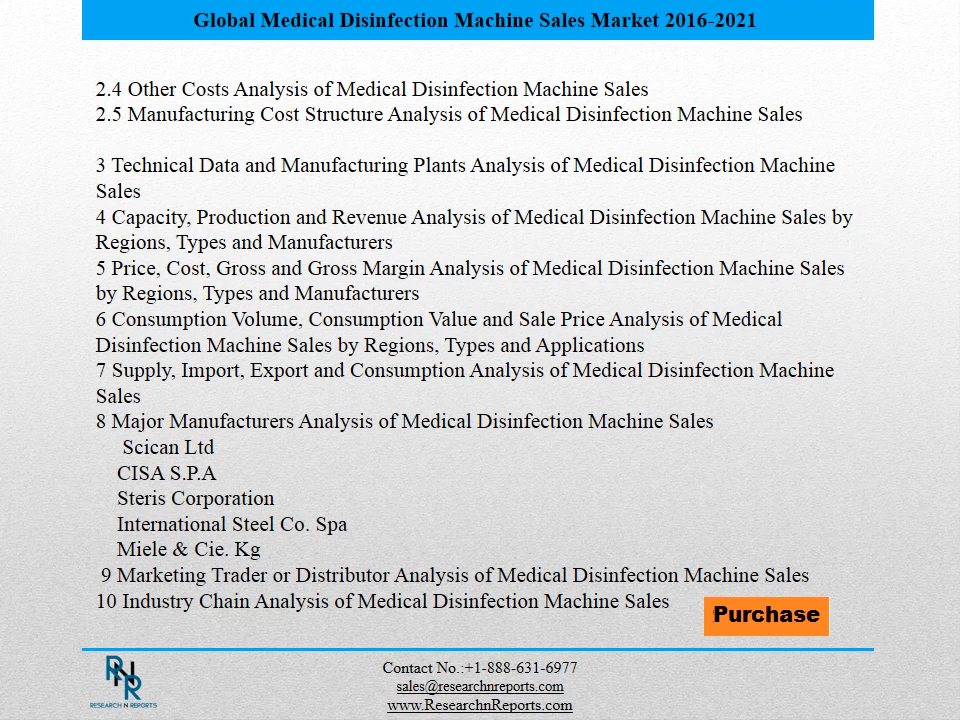 Global Medical Disinfection Machine Sales Market 2016-2021
2.4 Other Costs Analysis of Medical Disinfection Machine Sales
2.5 Manufacturing Cost Structure Analysis of Medical Disinfection Machine Sales
3 Technical Data and Manufacturing Plants Analysis of Medical Disinfection Machine
Sales
4 Capacity, Production and Revenue Analysis of Medical Disinfection Machine Sales by
Regions, Types and Manufacturers
5 Price, Cost, Gross and Gross Margin Analysis of Medical Disinfection Machine Sales
by Regions, Types and Manufacturers
6 Consumption Volume, Consumption Value and Sale Price Analysis of Medical
Disinfection Machine Sales by Regions, Types and Applications
7 Supply, Import, Export and Consumption Analysis of Medical Disinfection Machine
Sales
8 Major Manufacturers Analysis of Medical Disinfection Machine Sales
Scican Ltd
CISA S.P.A
Steris Corporation
International Steel Co. Spa
Miele & Cie. Kg
9 Marketing Trader or Distributor Analysis of Medical Disinfection Machine Sales
10 Industry Chain Analysis of Medical Disinfection Machine Sales
Purchase
RNR
RESEARCH N REPORTS
Contact No.:+1-888-631-6977
sales@researchnreports.com
www.ResearchnReports.com